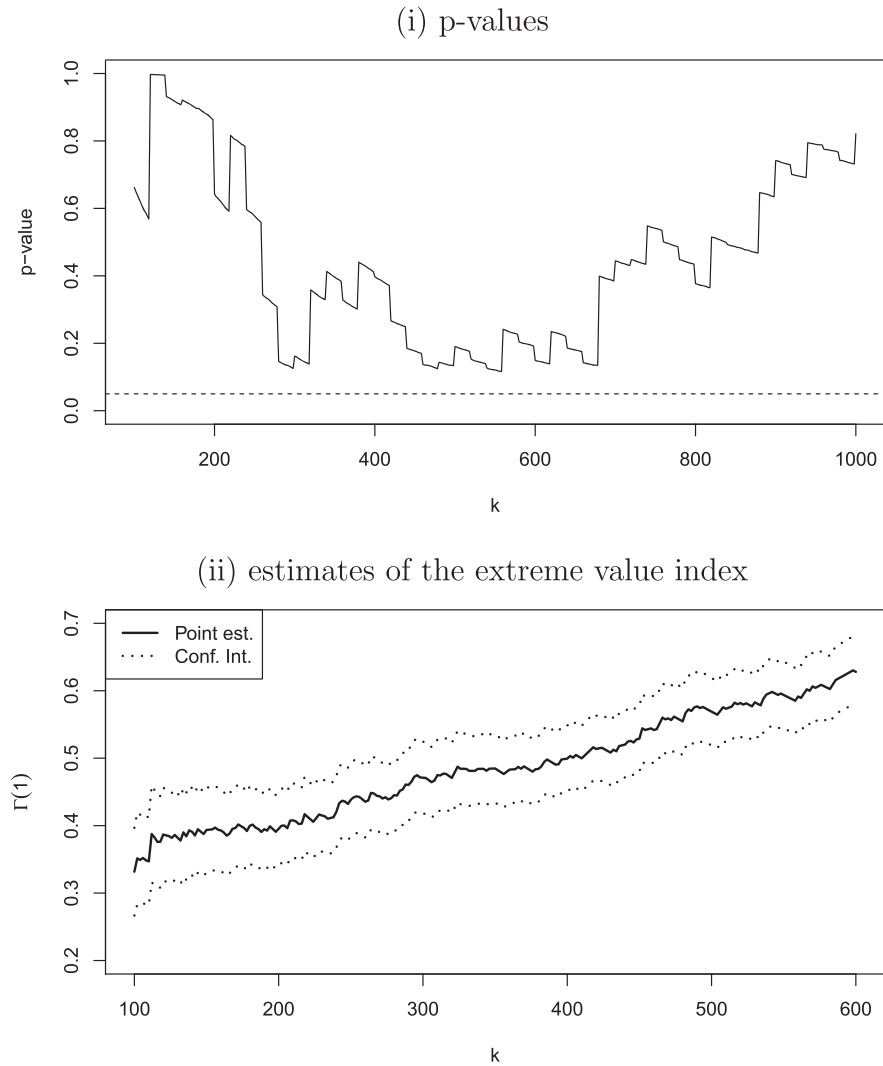 (i) p-values
1.0
0.8
0.6
0.4
0.2
0.0
p−value
200 400 600 800 1000
k
(ii) estimates of the extreme value index
Point est.
Conf. Int.
0.7
0.6
0.5
0.4
0.3
0.2
Γ(1)
100 200 300 400 500 600
k